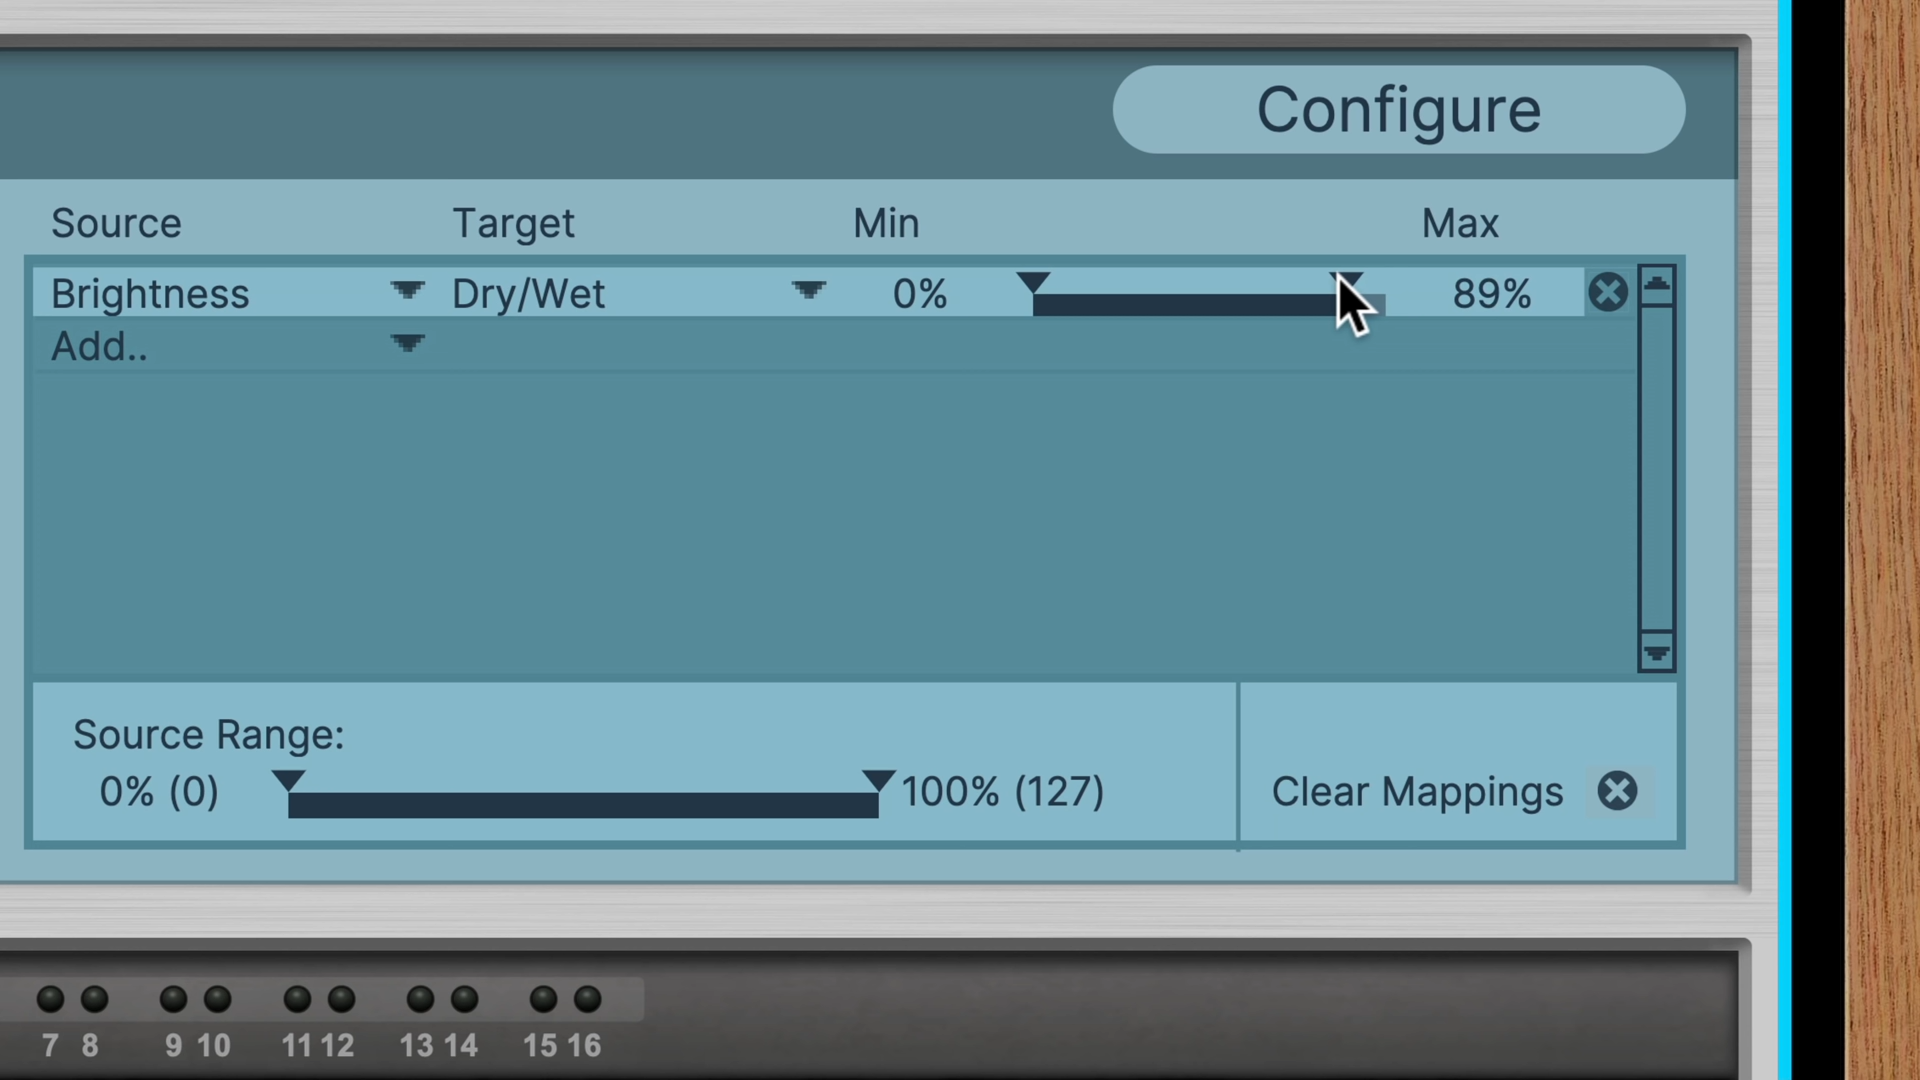 Configure
Source Target Min Max
Brightness Dry/Wet 0% 89%
Add..
Source Range:
0% (0) 100% (127)
Clear Mappings
7 8 9 10 11 12 13 14 15 16